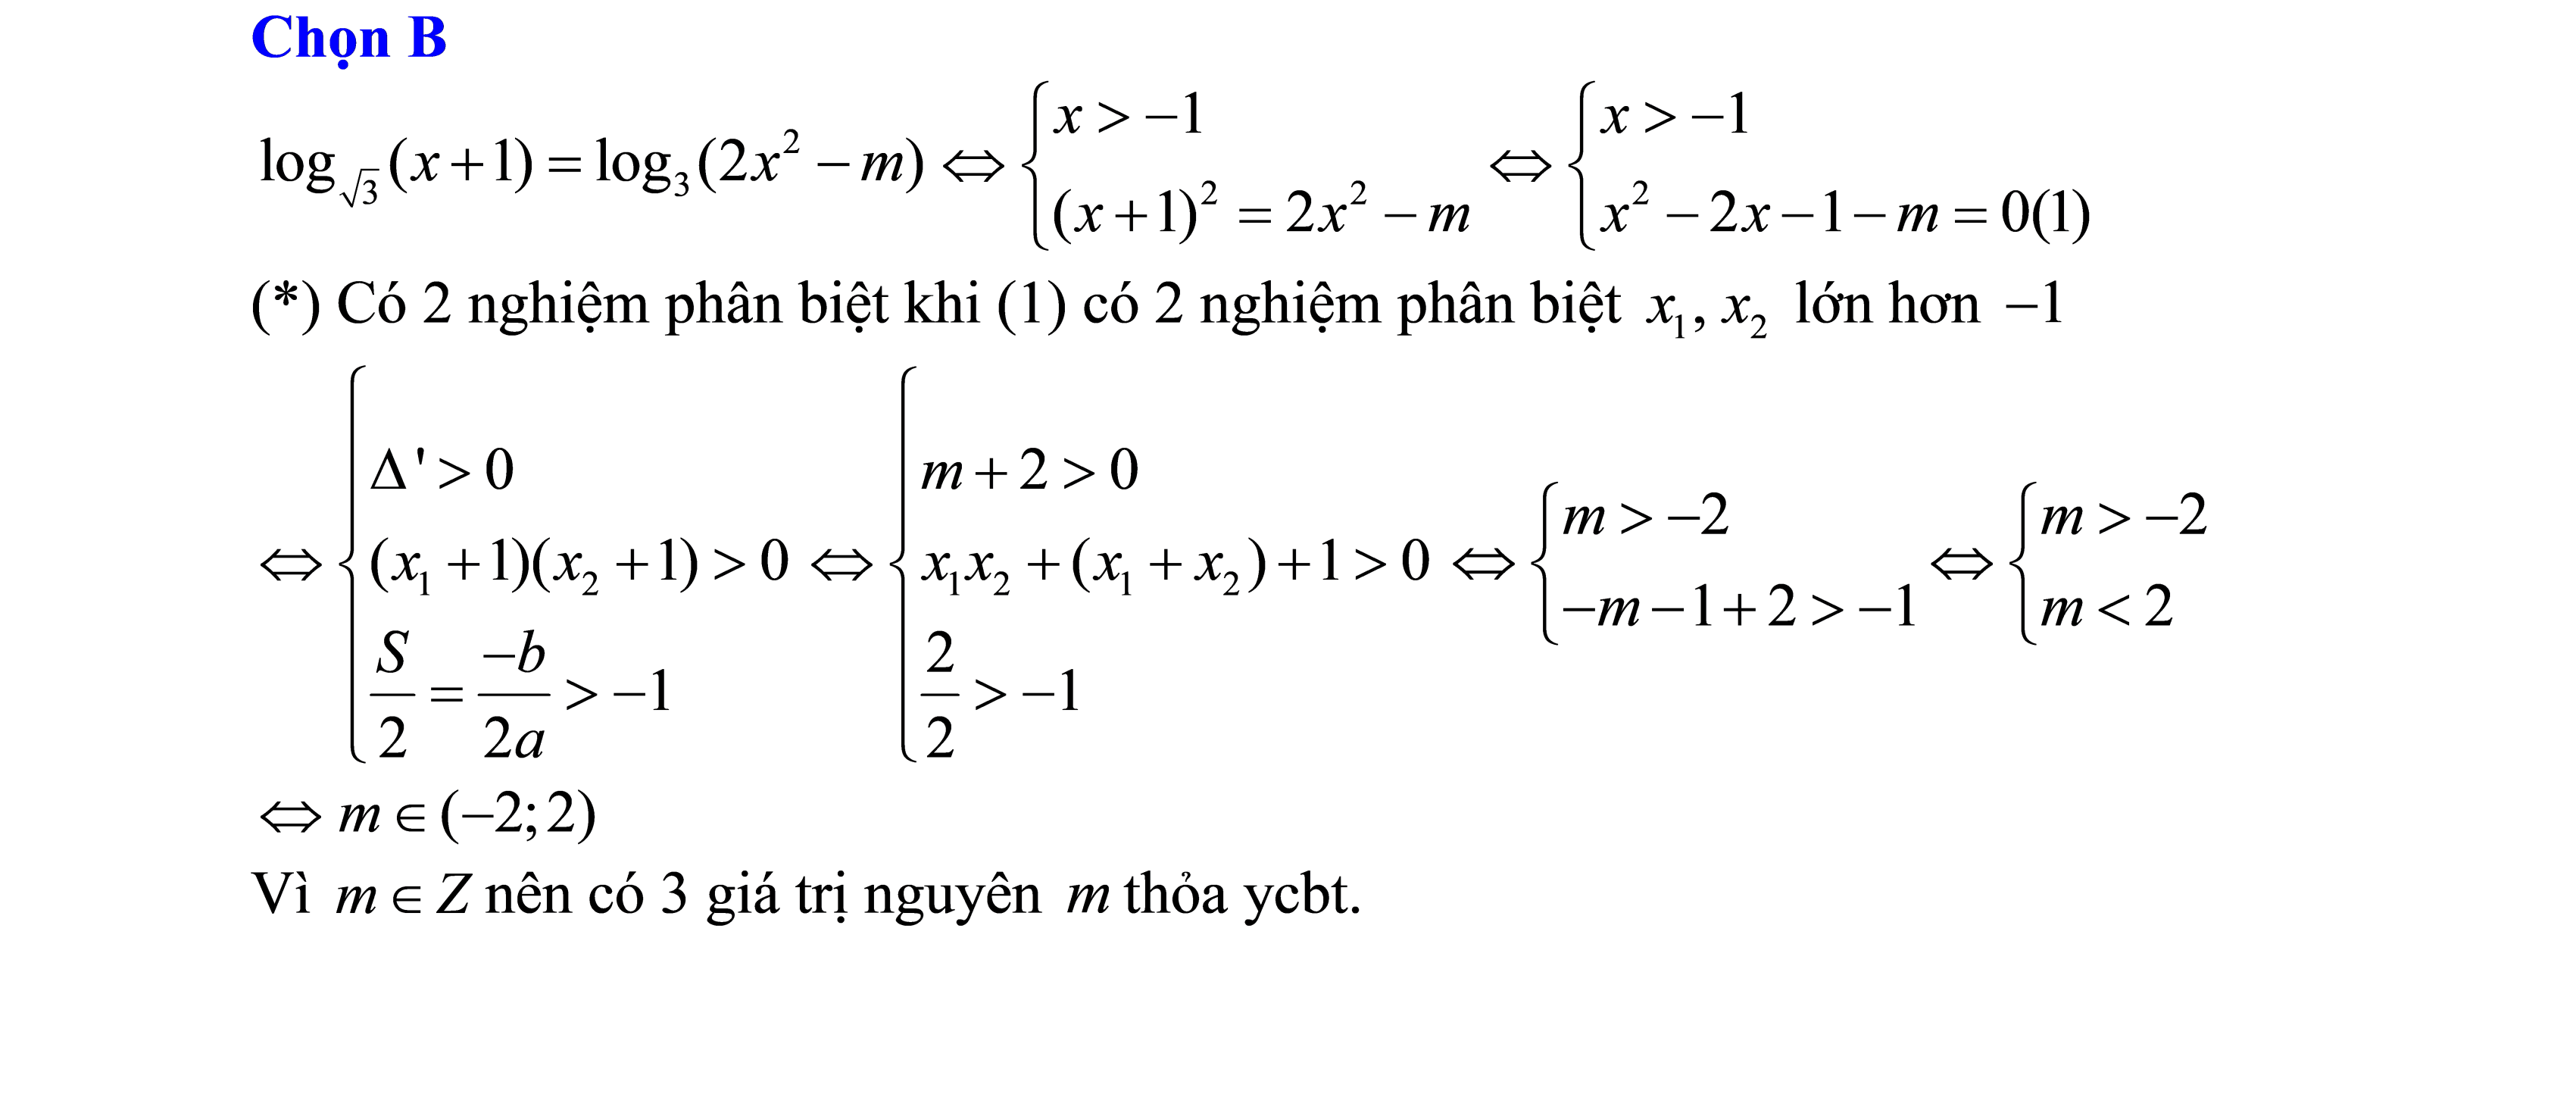 Chọn B
$\log_{\sqrt{3}}(x+1) = \log_3(2x^2 - m) \Leftrightarrow \begin{cases} x > -1 \\ (x+1)^2 = 2x^2 - m \end{cases} \Leftrightarrow \begin{cases} x > -1 \\ x^2 - 2x - 1 - m = 0(1) \end{cases}$
(*) Có 2 nghiệm phân biệt khi (1) có 2 nghiệm phân biệt $x_1, x_2$ lớn hơn $-1$
$\Leftrightarrow \begin{cases} \Delta' > 0 \\ (x_1+1)(x_2+1) > 0 \\ \frac{S}{2} = \frac{-b}{2a} > -1 \end{cases} \Leftrightarrow \begin{cases} m+2 > 0 \\ x_1x_2 + (x_1+x_2) + 1 > 0 \\ \frac{2}{2} > -1 \end{cases} \Leftrightarrow \begin{cases} m > -2 \\ -m-1+2 > -1 \end{cases} \Leftrightarrow \begin{cases} m > -2 \\ m < 2 \end{cases}$
$\Leftrightarrow m \in (-2; 2)$
Vì $m \in Z$ nên có 3 giá trị nguyên $m$ thỏa ycbt.